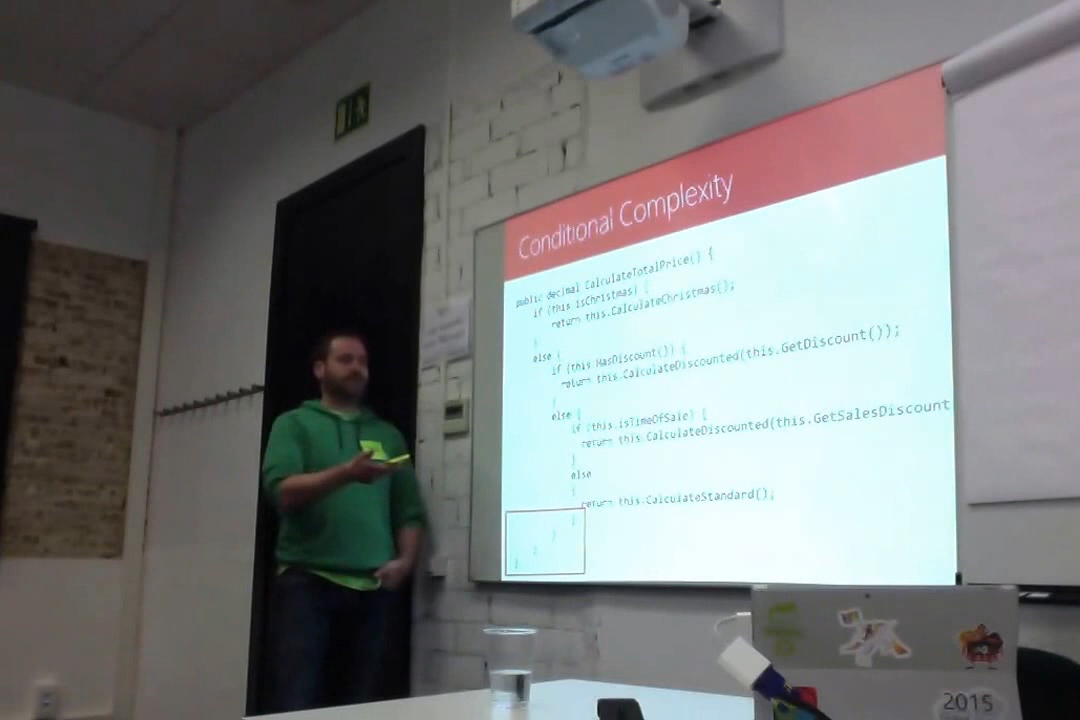 Conditional Complexity
public decimal CalculateTotalPrice() {
if (this.isChristmas) {
return this.CalculateChristmas();
}
else {
if (this.HasDiscount()) {
return this.CalculateDiscounted(this.GetDiscount());
}
else {
if (this.isTimeOfSale) {
return this.CalculateDiscounted(this.GetSalesDiscount
}
else
{
return this.CalculateStandard();
}
}
}
}
2015